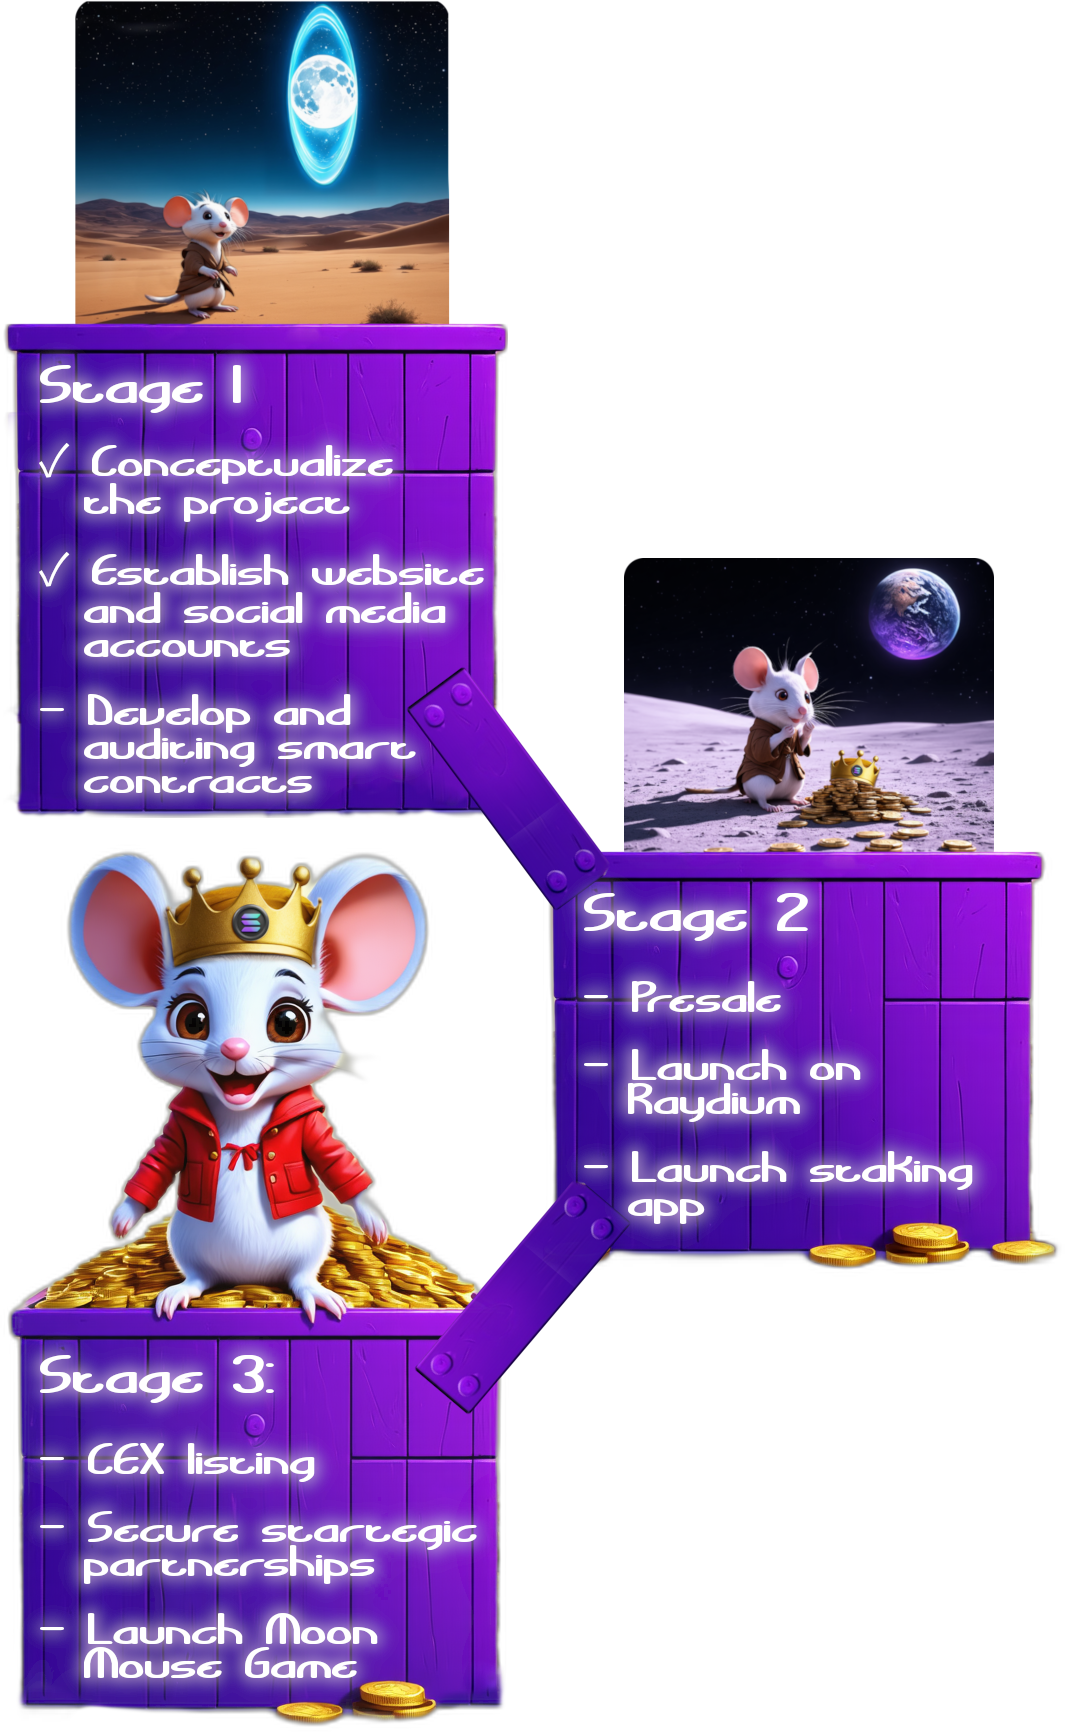 Stage 1
✓ Conceptualize
the project
✓ Establish website
and social media
accounts
- Develop and
auditing smart
contracts
Stage 2
- Presale
- Launch on
Raydium
- Launch staking
app
Stage 3:
- CEX listing
- Secure startegic
partnerships
- Launch Moon
Mouse Game